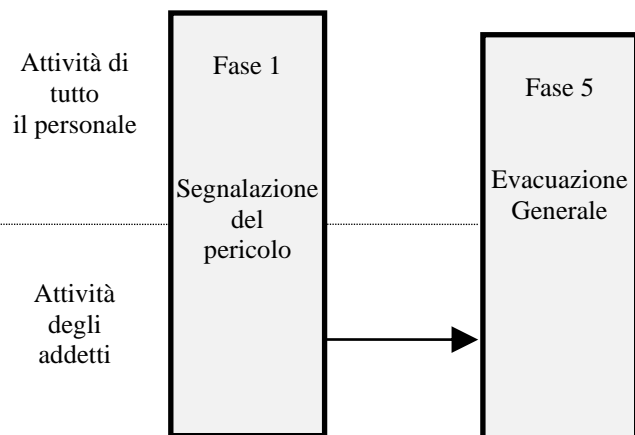 Attività di
tutto
il personale
Fase 1
Segnalazione
del
pericolo
Fase 5
Evacuazione
Generale
Attività
degli
addetti